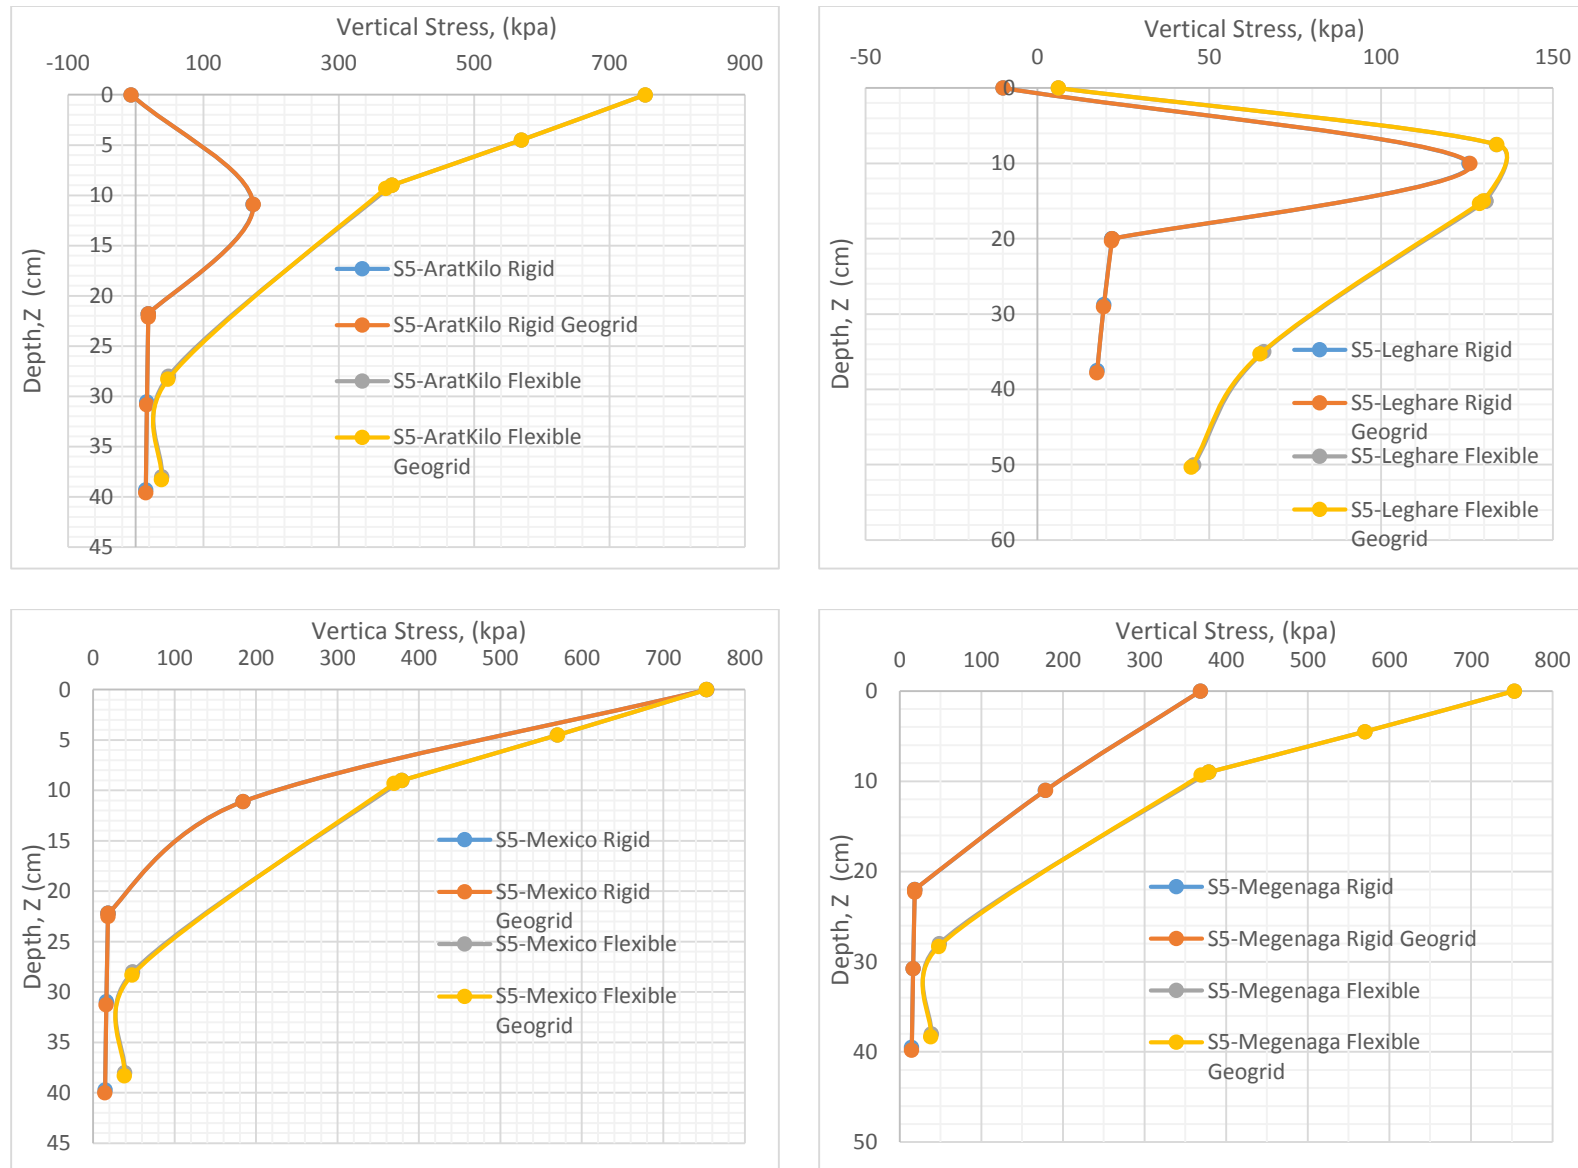 Vertical Stress, (kpa)
-100 100 300 500 700 900
0
5
10
15
20
25
30
35
40
45
Depth,Z (cm)
S5-AratKilo Rigid
S5-AratKilo Rigid Geogrid
S5-AratKilo Flexible
S5-AratKilo Flexible
Geogrid
Vertical Stress, (kpa)
-50 0 50 100 150
0
10
20
30
40
50
60
Depth, Z (cm)
S5-Leghare Rigid
S5-Leghare Rigid
Geogrid
S5-Leghare Flexible
S5-Leghare Flexible
Geogrid
Vertica Stress, (kpa)
0 100 200 300 400 500 600 700 800
0
5
10
15
20
25
30
35
40
45
Depth, Z (cm)
S5-Mexico Rigid
S5-Mexico Rigid
Geogrid
S5-Mexico Flexible
S5-Mexico Flexible
Geogrid
Vertical Stress, (kpa)
0 100 200 300 400 500 600 700 800
0
10
20
30
40
50
Depth, Z (cm)
S5-Megenaga Rigid
S5-Megenaga Rigid Geogrid
S5-Megenaga Flexible
S5-Megenaga Flexible
Geogrid